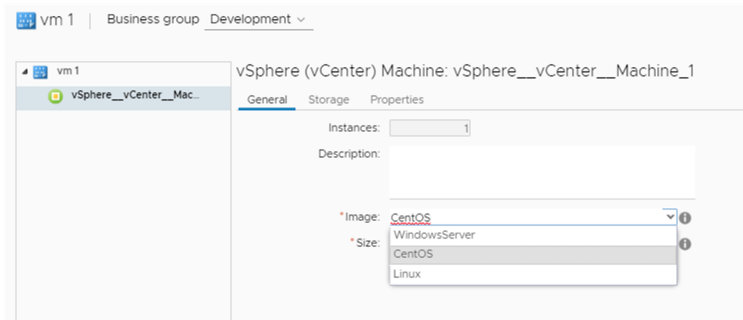 vm 1 Business group Development
vm 1
vSphere__vCenter__Mac...
vSphere (vCenter) Machine: vSphere__vCenter__Machine_1
General Storage Properties
Instances: 1
Description:
*Image: CentOS
WindowsServer
*Size:
CentOS
Linux